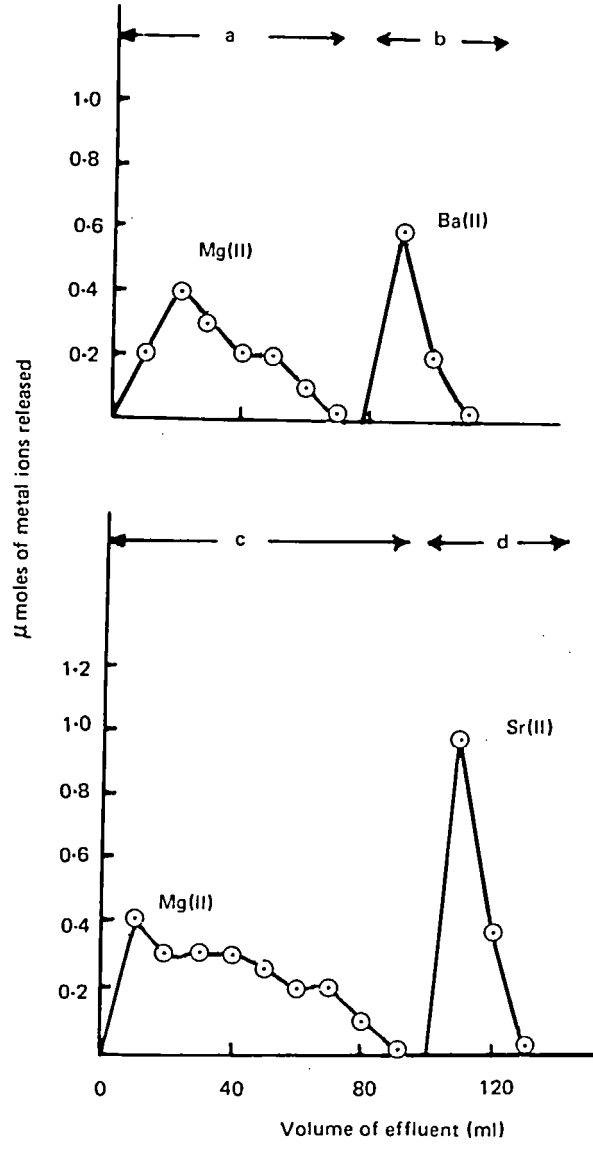 a
b
1·0
0·8
0·6
Ba(II)
Mg(II)
0·4
0·2
μmoles of metal ions released
c
d
1·2
1·0
Sr(II)
0·8
0·6
Mg(II)
0·4
0·2
0
40
80
120
Volume of effluent (ml)